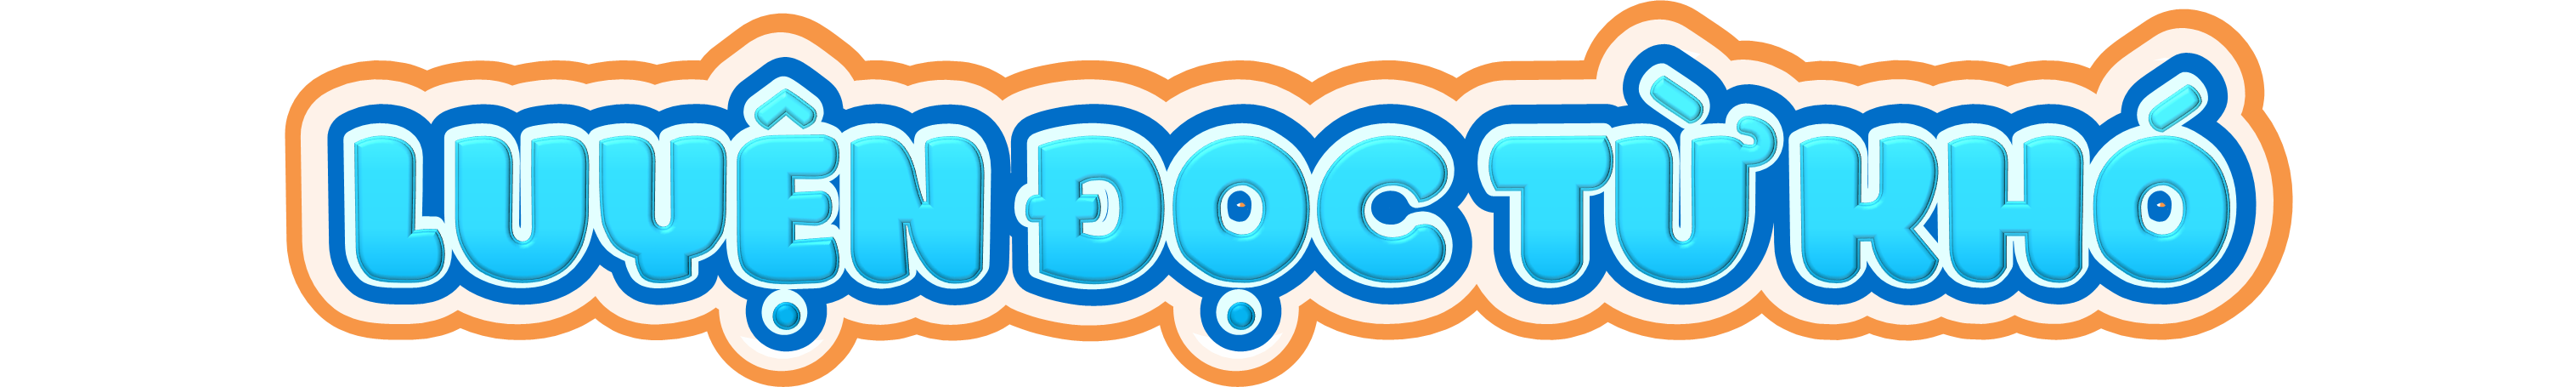 LUYỆN ĐỌC TỪ KHÓ